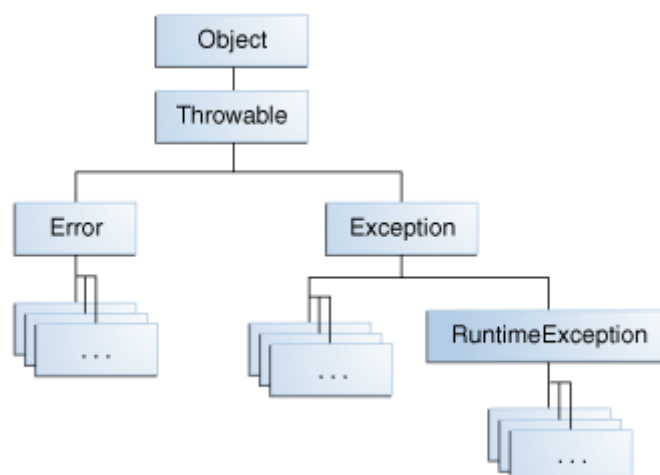 Object
Throwable
Error
Exception
...
...
RuntimeException
...